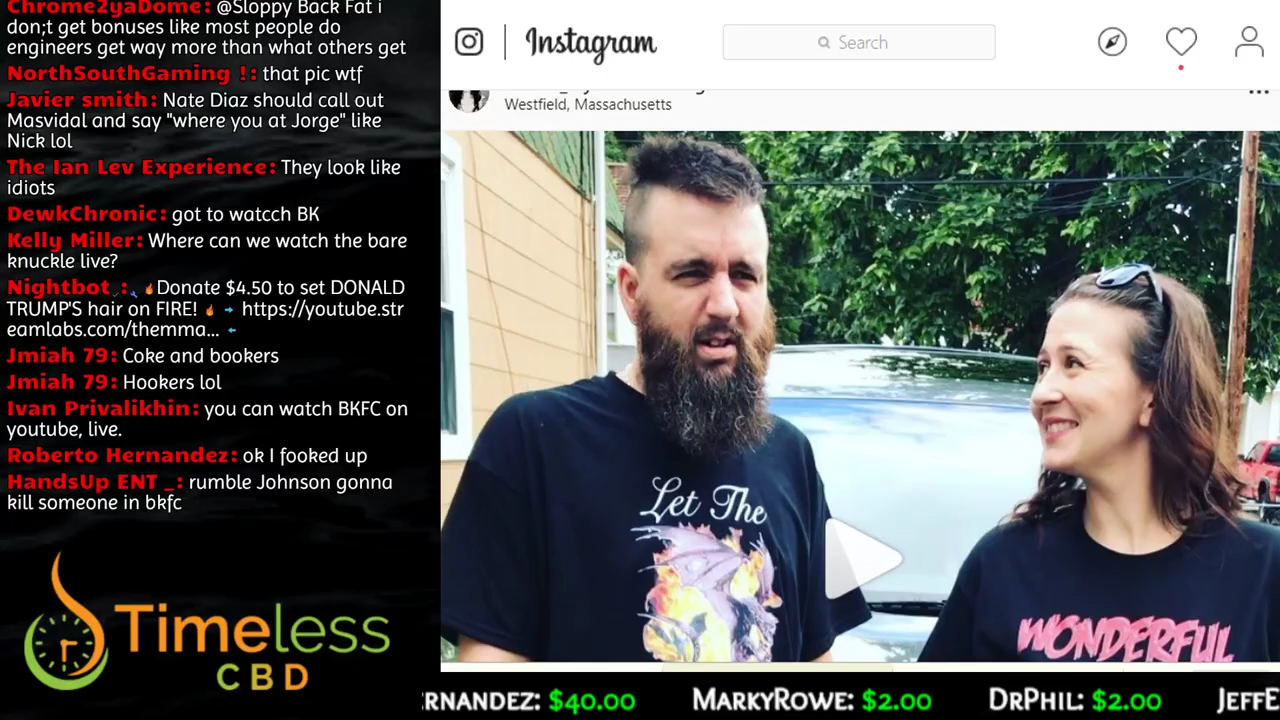 Chrome2yaDome: @Sloppy Back Fat i
don;t get bonuses like most people do
engineers get way more than what others get
NorthSouthGaming !: that pic wtf
Javier smith: Nate Diaz should call out
Masvidal and say "where you at Jorge" like
Nick lol
The Ian Lev Experience: They look like
idiots
DewkChronic: got to watcch BK
Kelly Miller: Where can we watch the bare
knuckle live?
Nightbot : Donate $4.50 to set DONALD
TRUMP'S hair on FIRE! https://youtube.str
eamlabs.com/themma...
Jmiah 79: Coke and bookers
Jmiah 79: Hookers lol
Ivan Privalikhin: you can watch BKFC on
youtube, live.
Roberto Hernandez: ok I fooked up
HandsUp ENT _: rumble Johnson gonna
kill someone in bkfc
Timeless
CBD
Instagram
Search
Westfield, Massachusetts
Let The
WONDERFUL
ERNANDEZ: $40.00 MARKYROWE: $2.00 DRPHIL: $2.00 JEFFE